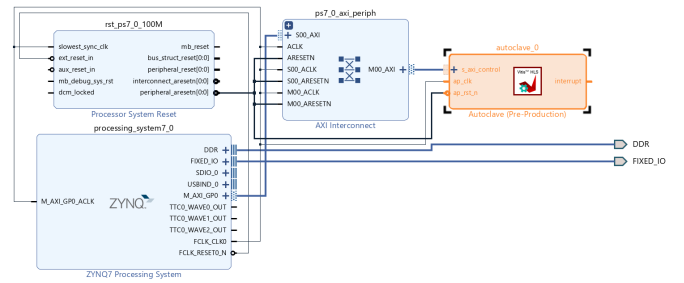 rst_ps7_0_100M
slowest_sync_clk
ext_reset_in
aux_reset_in
mb_debug_sys_rst
dcm_locked
mb_reset
bus_struct_reset[0:0]
peripheral_reset[0:0]
interconnect_aresetn[0:0]
peripheral_aresetn[0:0]
Processor System Reset
ps7_0_axi_periph
S00_AXI
ACLK
ARESETN
S00_ACLK
S00_ARESETN
M00_ACLK
M00_ARESETN
M00_AXI
AXI Interconnect
autoclave_0
s_axi_control
ap_clk
ap_rst_n
Vitis™ HLS
interrupt
Autoclave (Pre-Production)
processing_system7_0
M_AXI_GP0_ACLK
ZYNQ
DDR
FIXED_IO
SDIO_0
USBIND_0
M_AXI_GP0
TTC0_WAVE0_OUT
TTC0_WAVE1_OUT
TTC0_WAVE2_OUT
FCLK_CLK0
FCLK_RESET0_N
ZYNQ7 Processing System
DDR
FIXED_IO